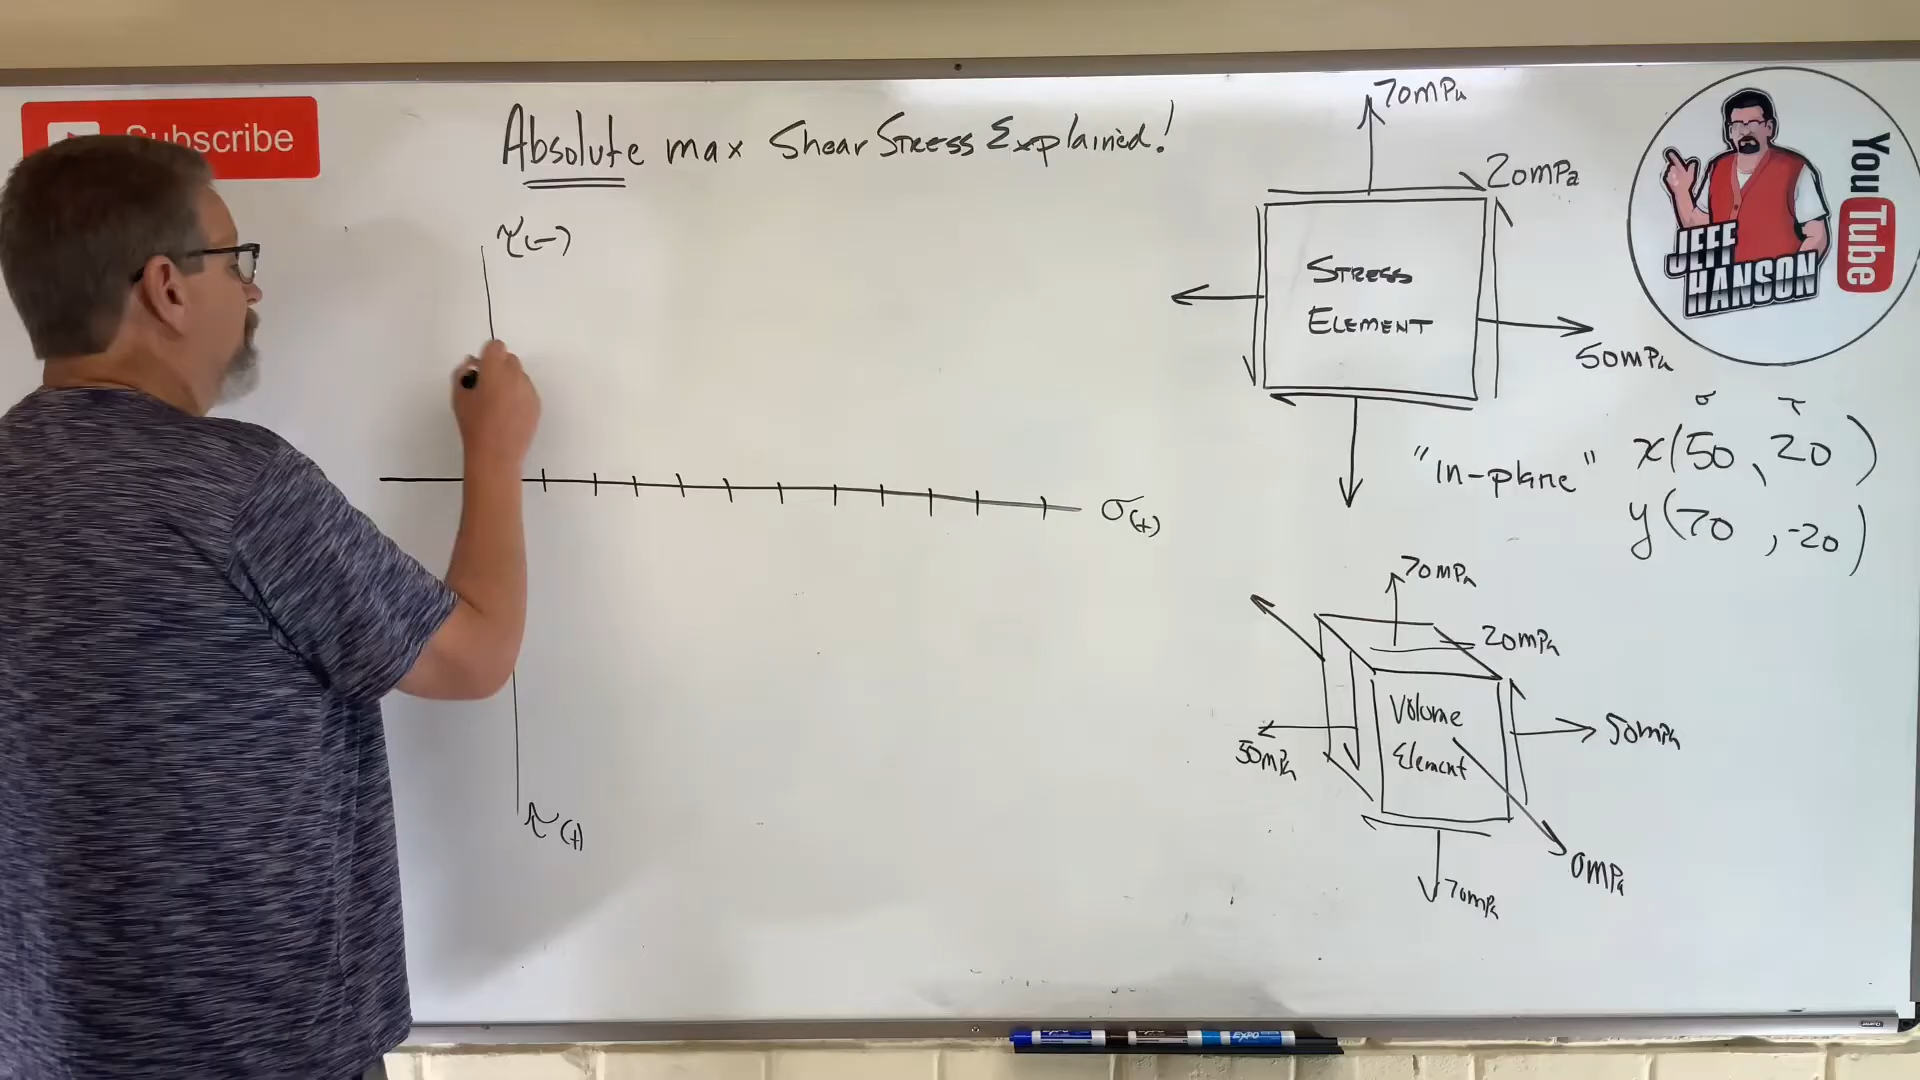 Subscribe
Absolute max Shear Stress Explained!
τ(-)
σ(+)
τ(+)
70mPa
20mPa
STRESS
ELEMENT
50mPa
σ τ
"in-plane"
x(50, 20)
y(70, -20)
70mPa
20mPa
Volume
Element
50mPa
50mPa
0mPa
70mPa
JEFF
HANSON
YouTube
EXPO